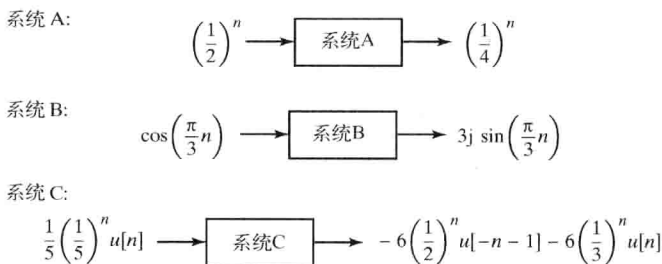 系统 A:
(1/2)^n → 系统A → (1/4)^n
系统 B:
cos(π/3 n) → 系统B → 3j sin(π/3 n)
系统 C:
1/5 (1/5)^n u[n] → 系统C → − 6(1/2)^n u[−n − 1] − 6(1/3)^n u[n]